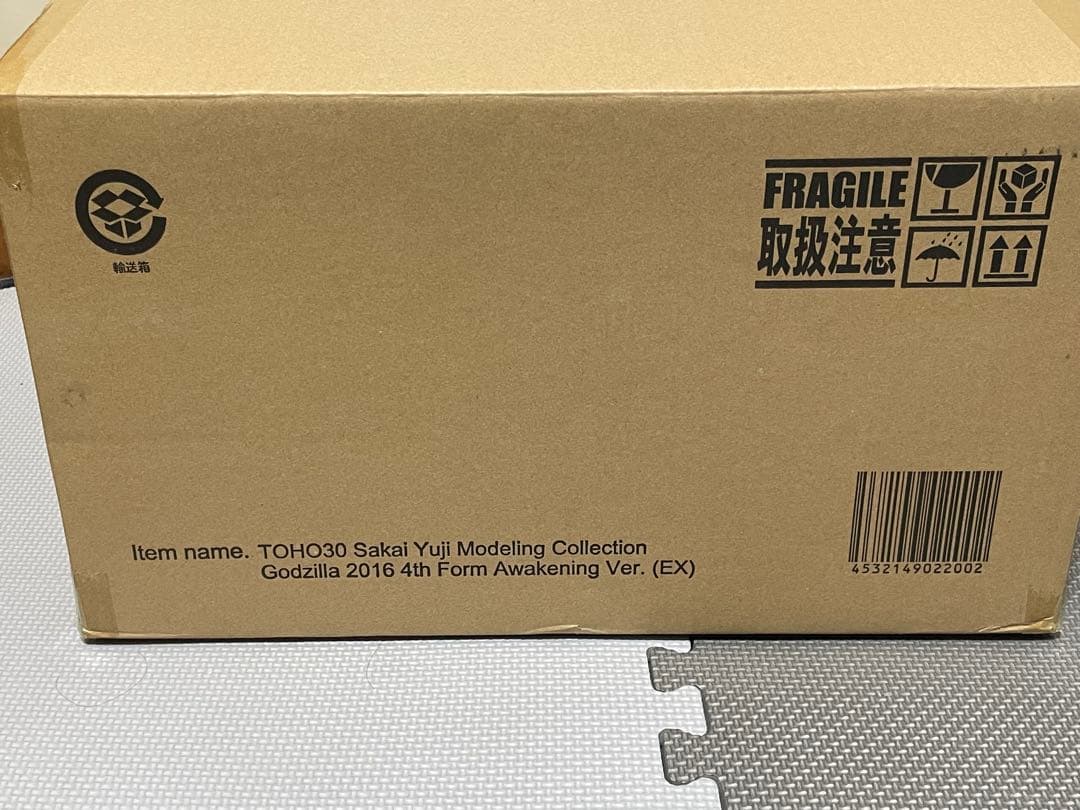 輸送箱
FRAGILE
取扱注意
Item name. TOHO30 Sakai Yuji Modeling Collection
Godzilla 2016 4th Form Awakening Ver. (EX)
4532149022002